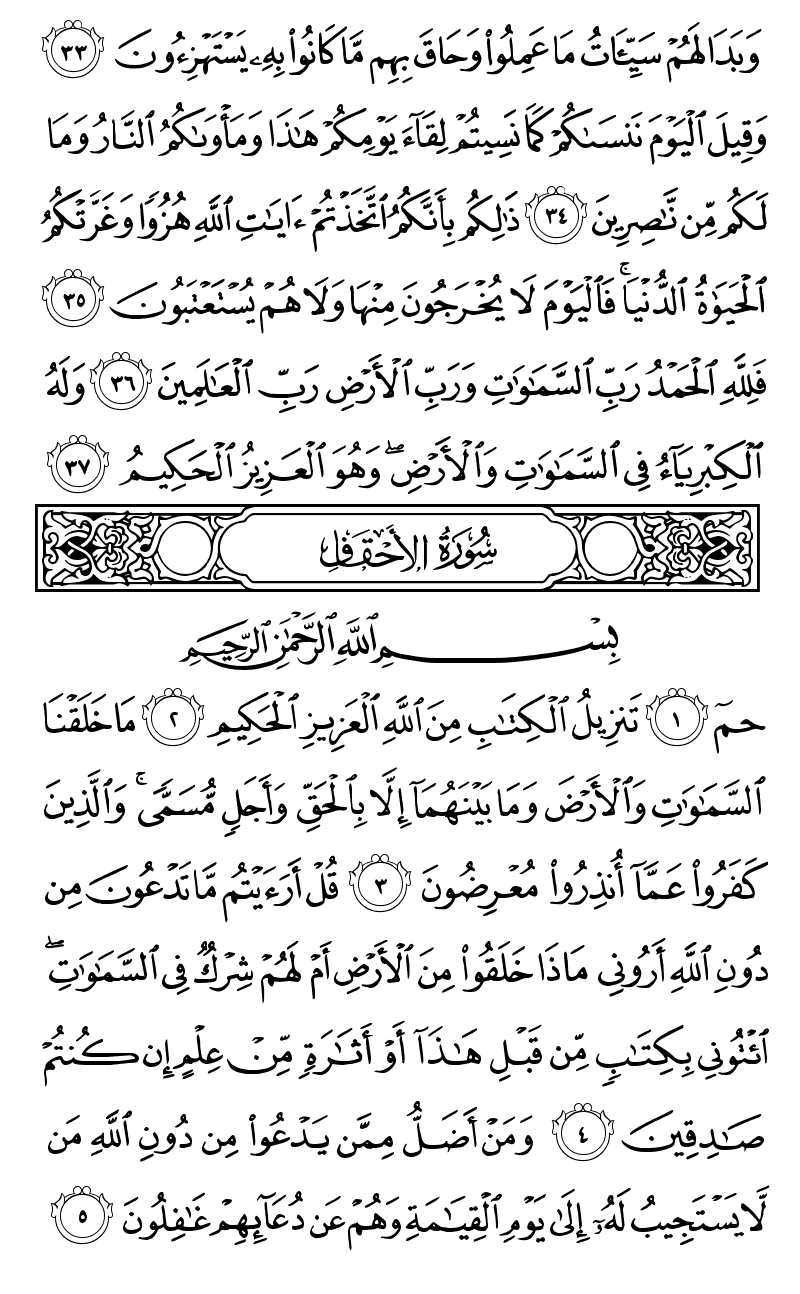 وَبَدَا لَهُمْ سَيِّـَٔاتُ مَا عَمِلُوا۟ وَحَاقَ بِهِم مَّا كَانُوا۟ بِهِۦ يَسْتَهْزِءُونَ ٣٣
وَقِيلَ ٱلْيَوْمَ نَنسَىٰكُمْ كَمَا نَسِيتُمْ لِقَآءَ يَوْمِكُمْ هَـٰذَا وَمَأْوَىٰكُمُ ٱلنَّارُ وَمَا
لَكُم مِّن نَّـٰصِرِينَ ٣٤ ذَٰلِكُم بِأَنَّكُمُ ٱتَّخَذْتُمْ ءَايَـٰتِ ٱللَّهِ هُزُوًا وَغَرَّتْكُمُ
ٱلْحَيَوٰةُ ٱلدُّنْيَا ۚ فَٱلْيَوْمَ لَا يُخْرَجُونَ مِنْهَا وَلَا هُمْ يُسْتَعْتَبُونَ ٣٥
فَلِلَّهِ ٱلْحَمْدُ رَبِّ ٱلسَّمَـٰوَٰتِ وَرَبِّ ٱلْأَرْضِ رَبِّ ٱلْعَـٰلَمِينَ ٣٦ وَلَهُ
ٱلْكِبْرِيَآءُ فِى ٱلسَّمَـٰوَٰتِ وَٱلْأَرْضِ ۖ وَهُوَ ٱلْعَزِيزُ ٱلْحَكِيمُ ٣٧
سُورَةُ الأَحْقَافِ
بِسْمِ ٱللَّهِ ٱلرَّحْمَـٰنِ ٱلرَّحِيمِ
حمٓ ١ تَنزِيلُ ٱلْكِتَـٰبِ مِنَ ٱللَّهِ ٱلْعَزِيزِ ٱلْحَكِيمِ ٢ مَا خَلَقْنَا
ٱلسَّمَـٰوَٰتِ وَٱلْأَرْضَ وَمَا بَيْنَهُمَآ إِلَّا بِٱلْحَقِّ وَأَجَلٍ مُّسَمًّى ۚ وَٱلَّذِينَ
كَفَرُوا۟ عَمَّآ أُنذِرُوا۟ مُعْرِضُونَ ٣ قُلْ أَرَءَيْتُم مَّا تَدْعُونَ مِن
دُونِ ٱللَّهِ أَرُونِى مَاذَا خَلَقُوا۟ مِنَ ٱلْأَرْضِ أَمْ لَهُمْ شِرْكٌ فِى ٱلسَّمَـٰوَٰتِ ۖ
ٱئْتُونِى بِكِتَـٰبٍ مِّن قَبْلِ هَـٰذَآ أَوْ أَثَـٰرَةٍ مِّنْ عِلْمٍ إِن كُنتُمْ
صَـٰدِقِينَ ٤ وَمَنْ أَضَلُّ مِمَّن يَدْعُوا۟ مِن دُونِ ٱللَّهِ مَن
لَّا يَسْتَجِيبُ لَهُۥٓ إِلَىٰ يَوْمِ ٱلْقِيَـٰمَةِ وَهُمْ عَن دُعَآئِهِمْ غَـٰفِلُونَ ٥